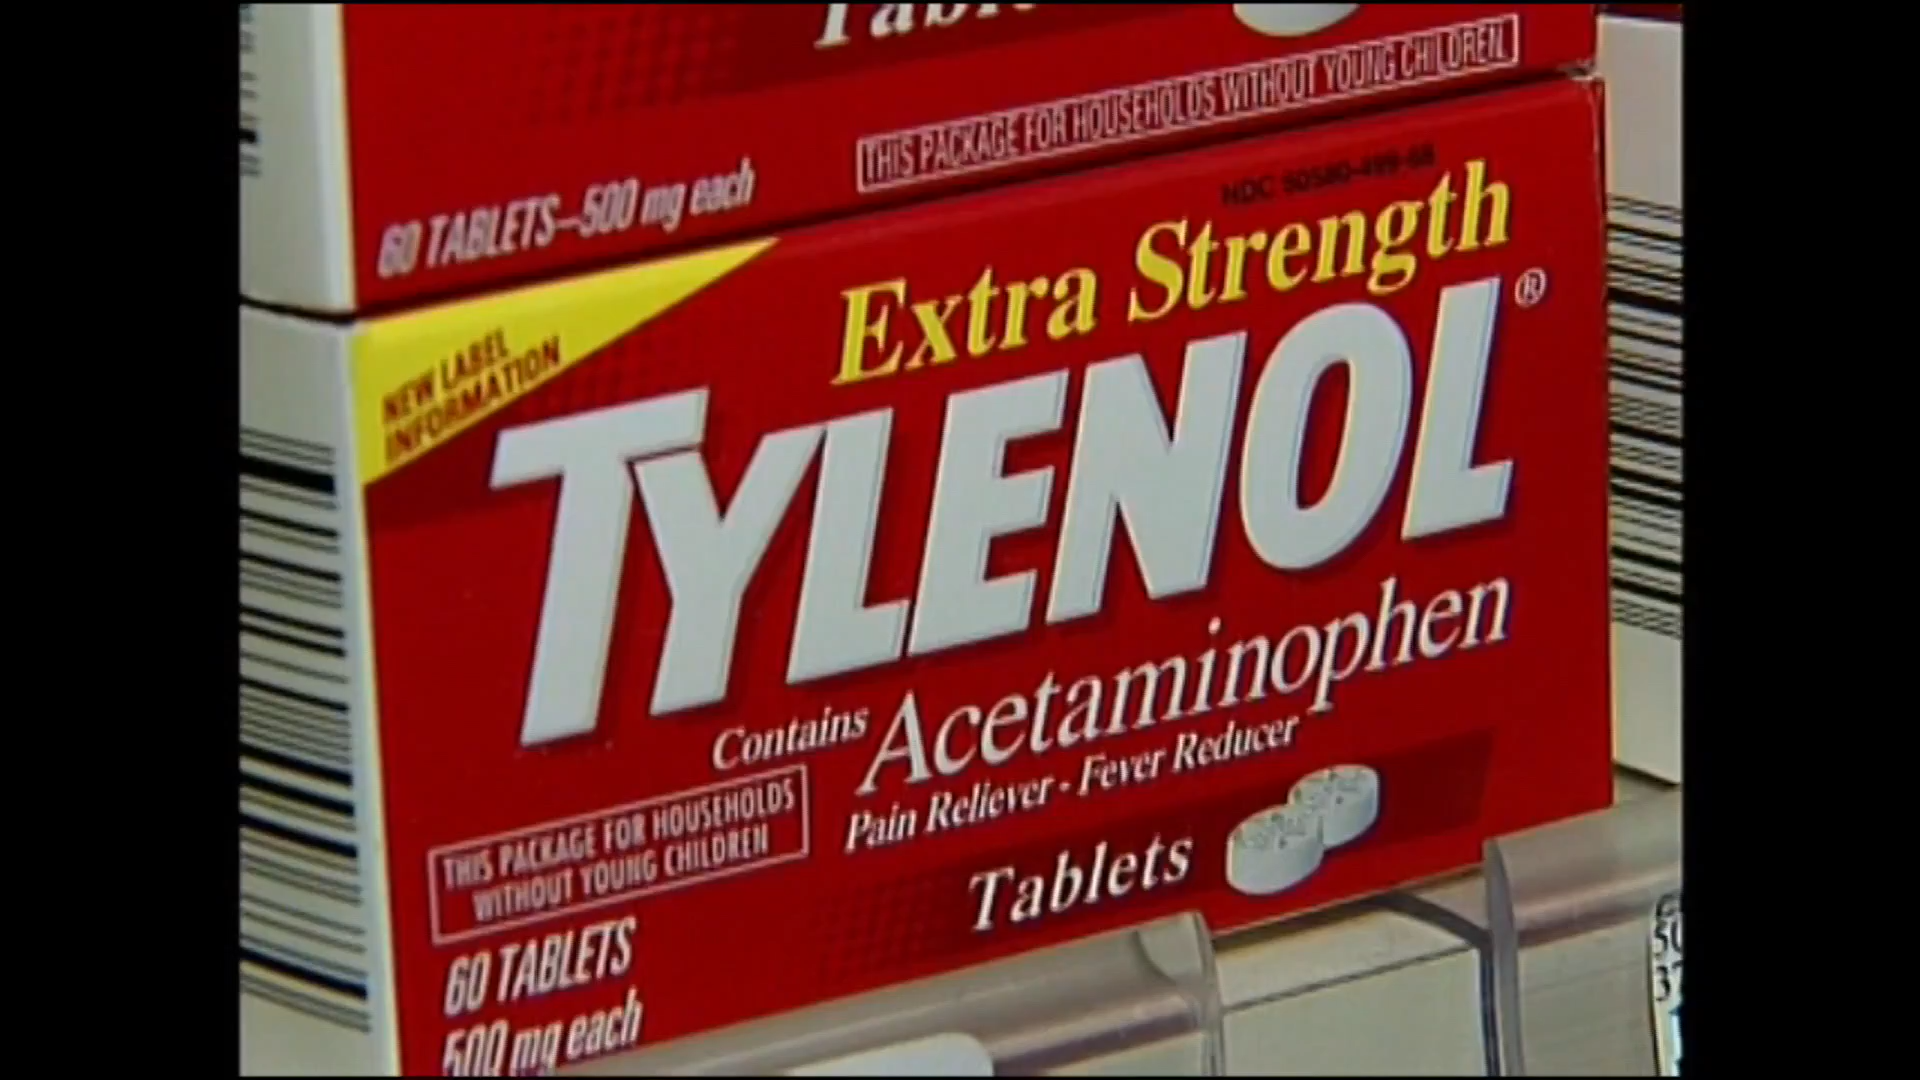 THIS PACKAGE FOR HOUSEHOLDS WITHOUT YOUNG CHILDREN.
60 TABLETS–500 mg each
NEW LABEL
INFORMATION
Extra Strength
TYLENOL®
Contains Acetaminophen
Pain Reliever - Fever Reducer
Tablets
THIS PACKAGE FOR HOUSEHOLDS
WITHOUT YOUNG CHILDREN
60 TABLETS
500 mg each